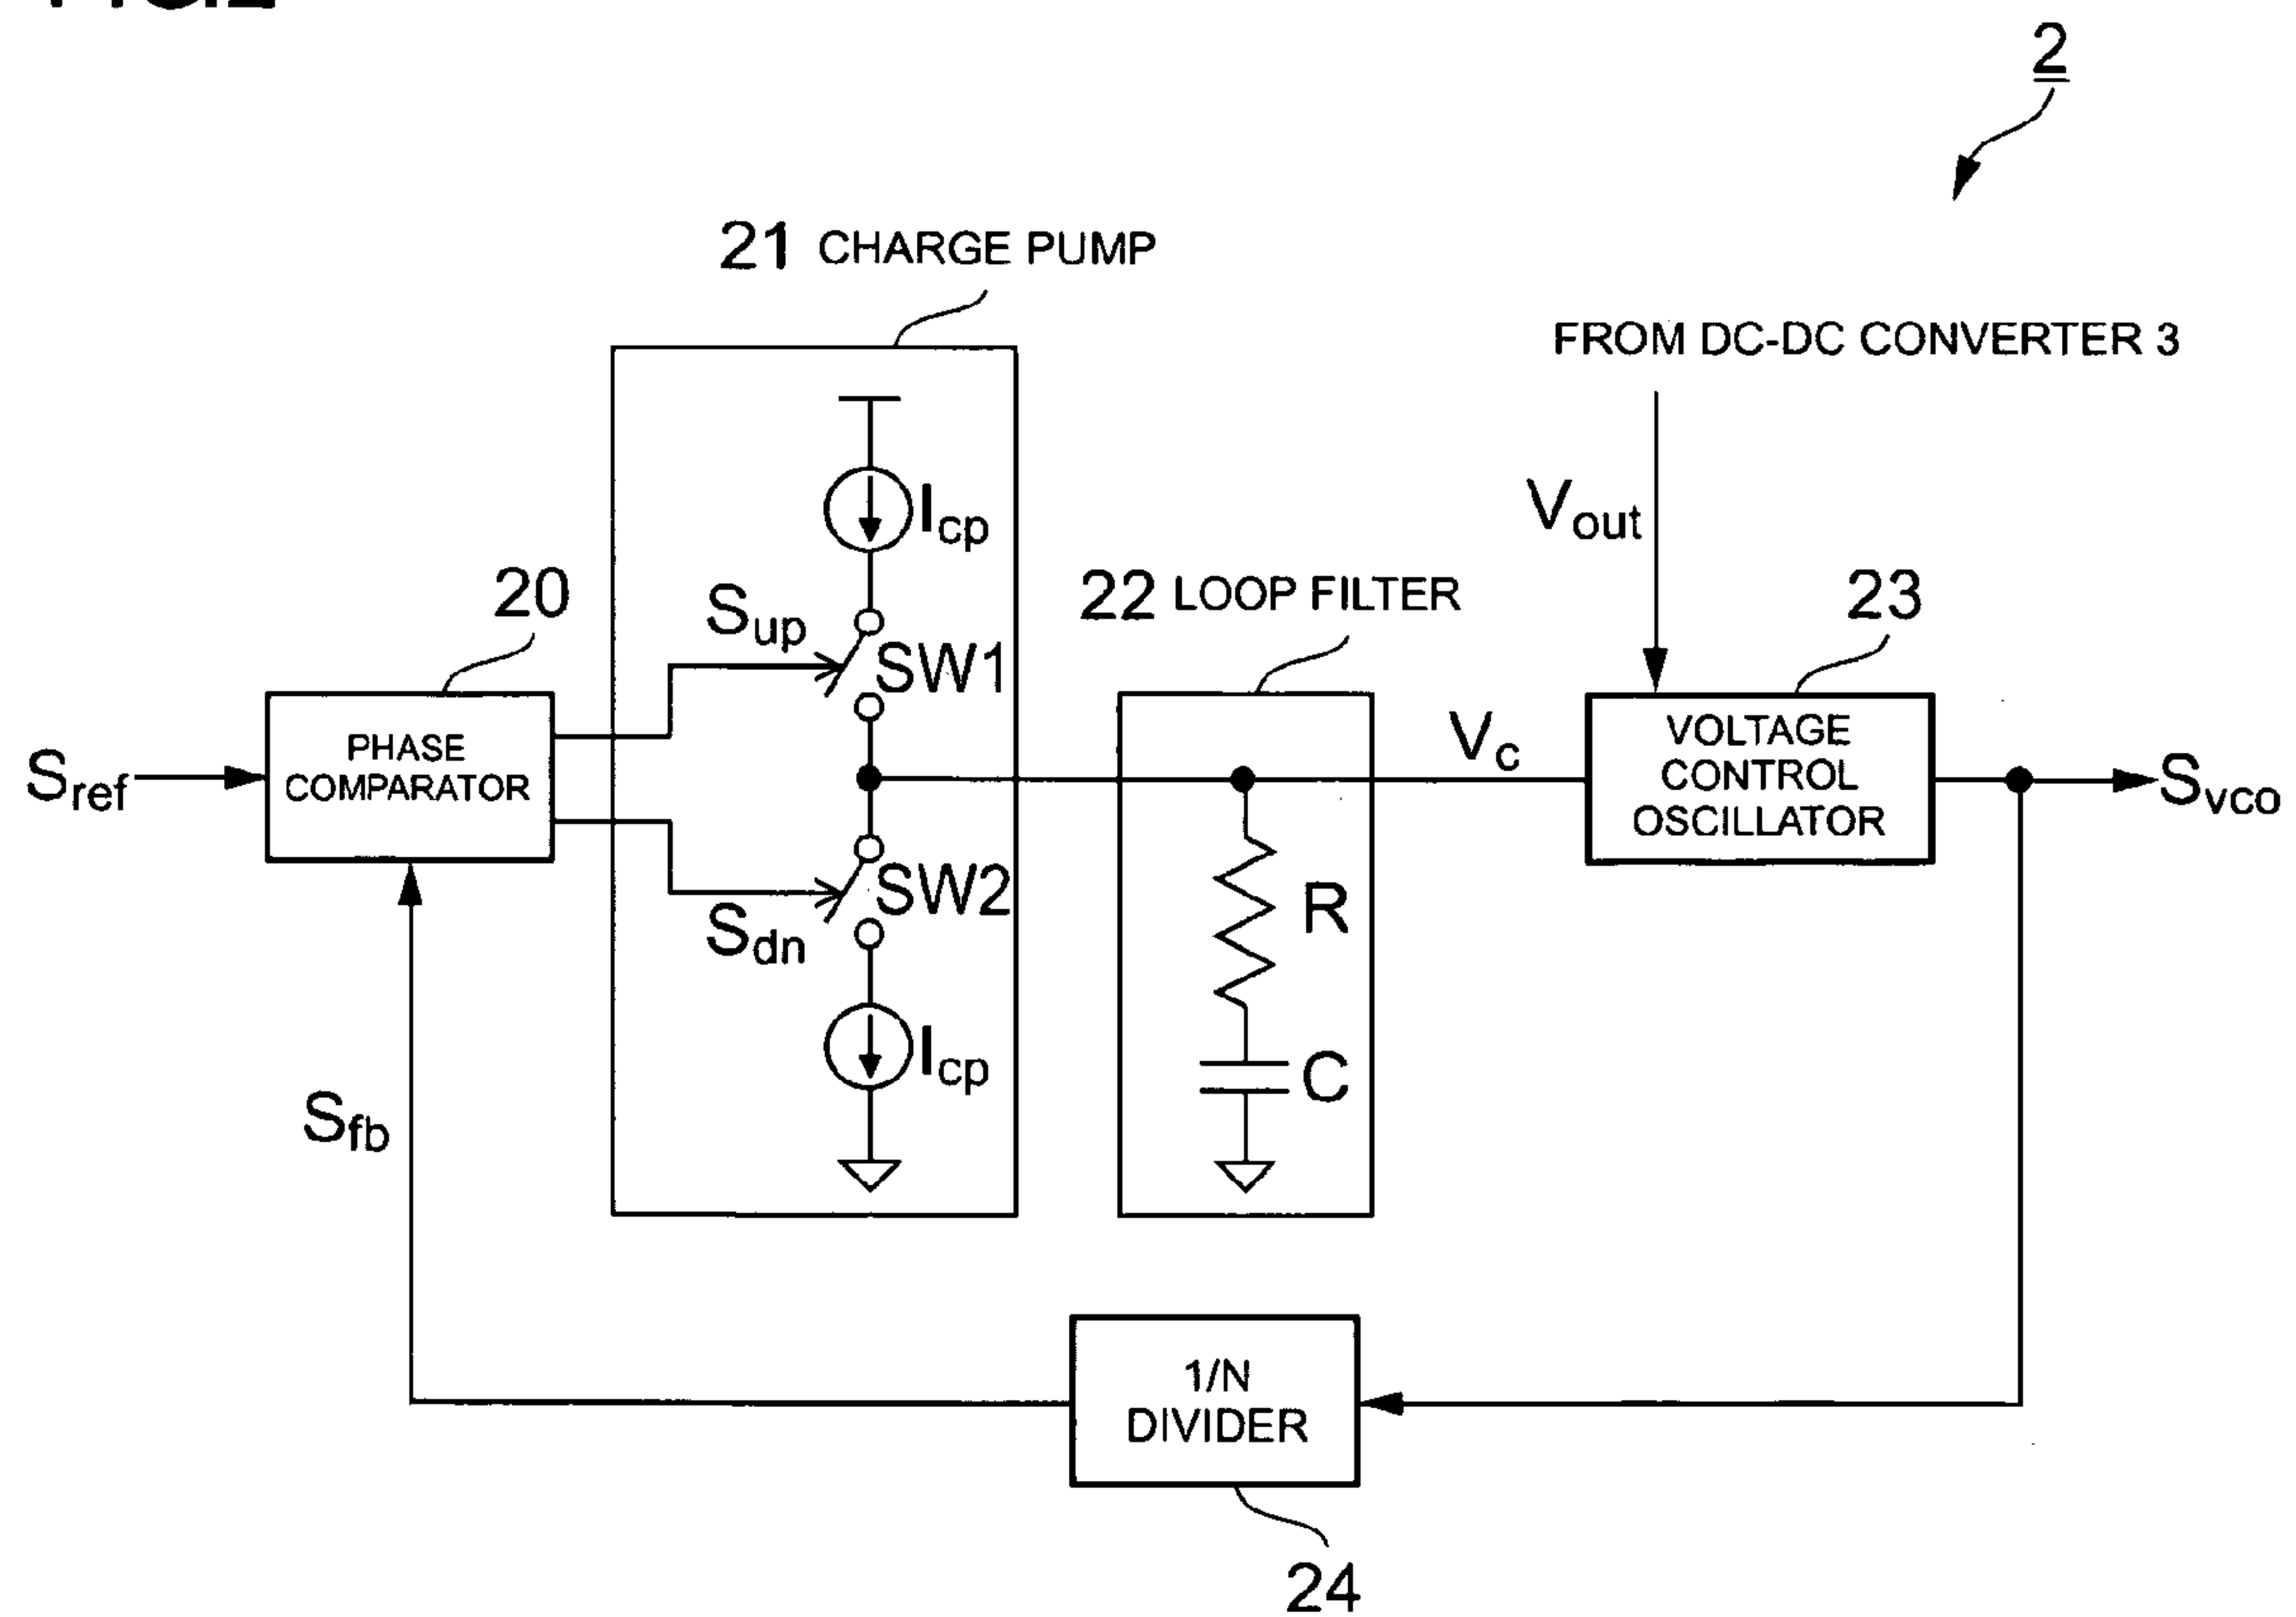 2
21 CHARGE PUMP
FROM DC-DC CONVERTER 3
Icp
Vout
20
Sup
SW1
22 LOOP FILTER
23
Sref
PHASE
COMPARATOR
Vc
VOLTAGE
CONTROL
OSCILLATOR
Svco
SW2
Sdn
R
Icp
C
Sfb
1/N
DIVIDER
24